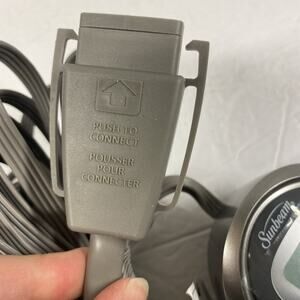 PUSH TO
CONNECT
POUSSER
POUR
CONNECTER
Sunbeam